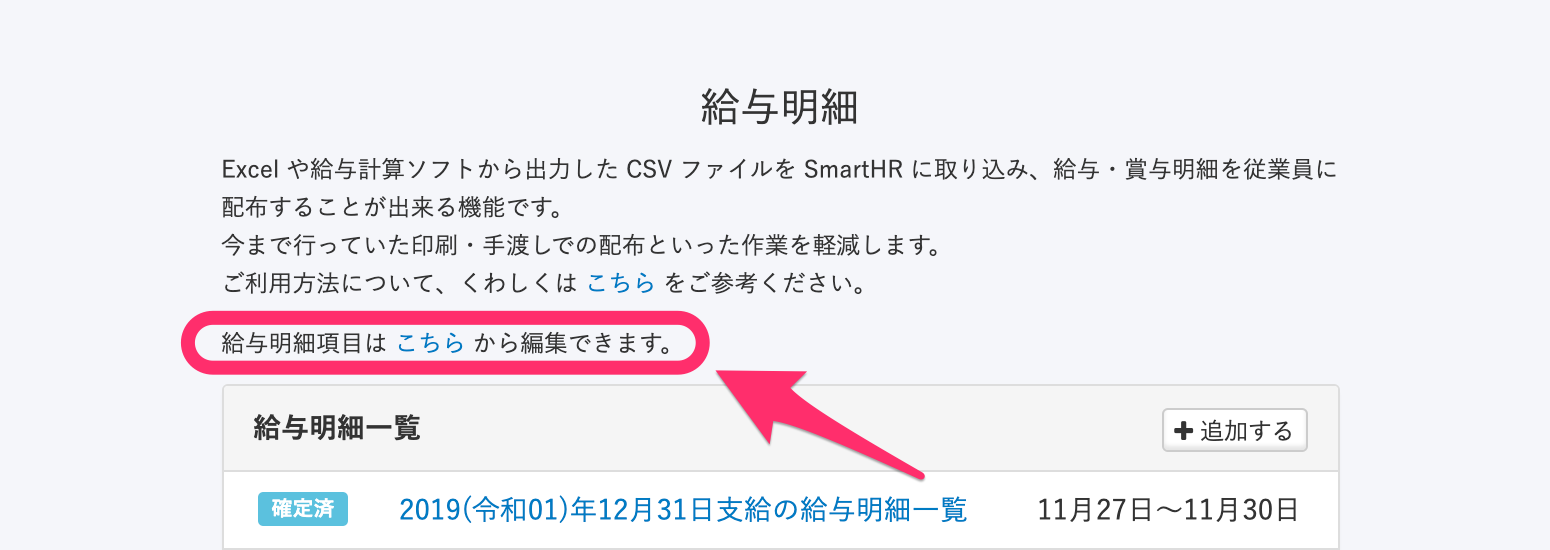 給与明細
Excel や給与計算ソフトから出力した CSV ファイルを SmartHR に取り込み、給与・賞与明細を従業員に
配布することが出来る機能です。
今まで行っていた印刷・手渡しでの配布といった作業を軽減します。
ご利用方法について、くわしくは こちら をご参考ください。
給与明細項目は こちら から編集できます。
給与明細一覧 追加する
確定済 2019(令和01)年12月31日支給の給与明細一覧 11月27日〜11月30日